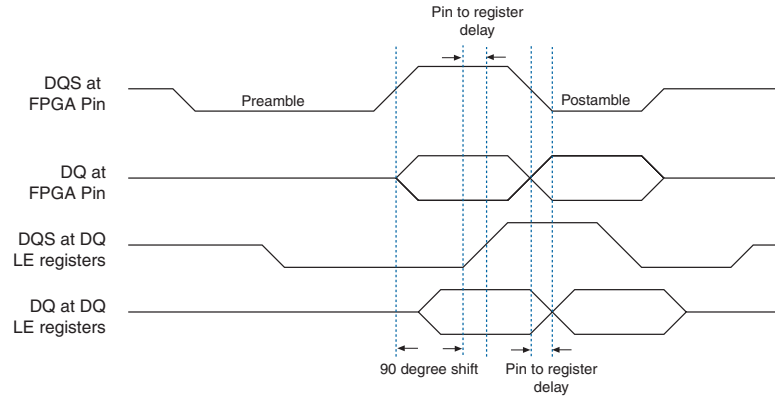 Pin to register
delay
DQS at
FPGA Pin
Preamble
Postamble
DQ at
FPGA Pin
DQS at DQ
LE registers
DQ at DQ
LE registers
90 degree shift
Pin to register
delay